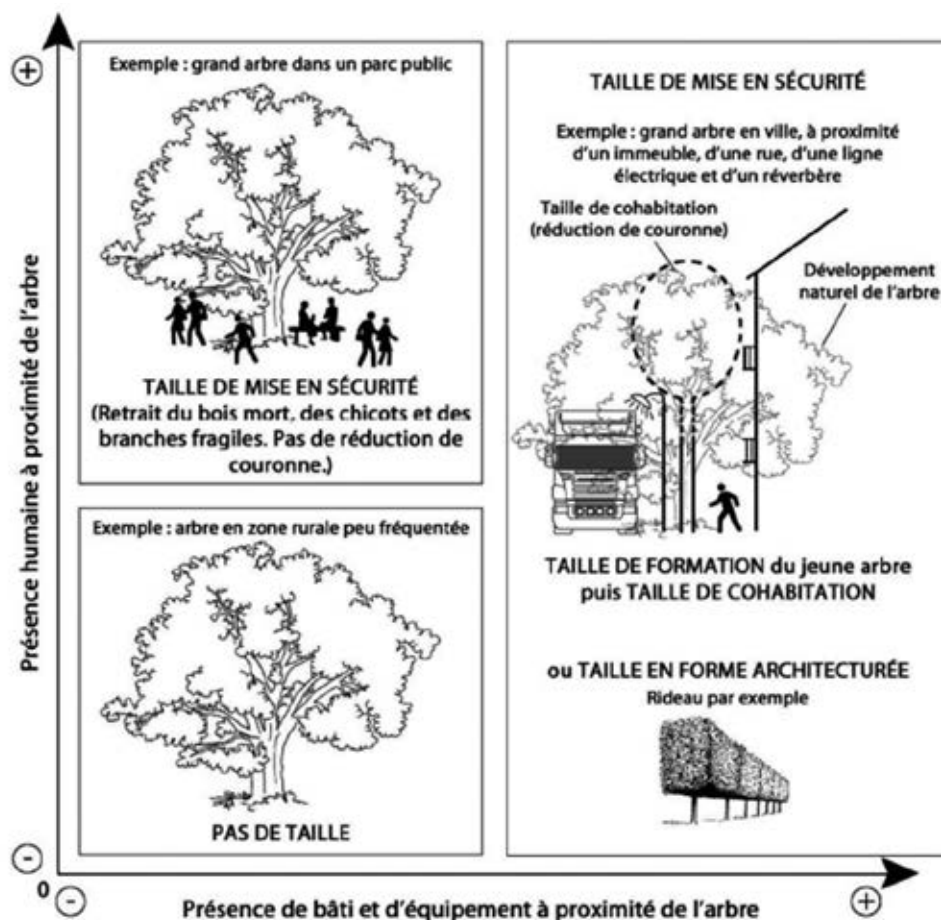 Présence humaine à proximité de l'arbre
+
Exemple : grand arbre dans un parc public
TAILLE DE MISE EN SÉCURITÉ
(Retrait du bois mort, des chicots et des
branches fragiles. Pas de réduction de
couronne.)
Exemple : arbre en zone rurale peu fréquentée
PAS DE TAILLE
TAILLE DE MISE EN SÉCURITÉ
Exemple : grand arbre en ville, à proximité
d'un immeuble, d'une rue, d'une ligne
électrique et d'un réverbère
Taille de cohabitation
(réduction de couronne)
Développement
naturel de l'arbre
TAILLE DE FORMATION du jeune arbre
puis TAILLE DE COHABITATION
ou TAILLE EN FORME ARCHITECTURÉE
Rideau par exemple
-
0
- +
Présence de bâti et d'équipement à proximité de l'arbre